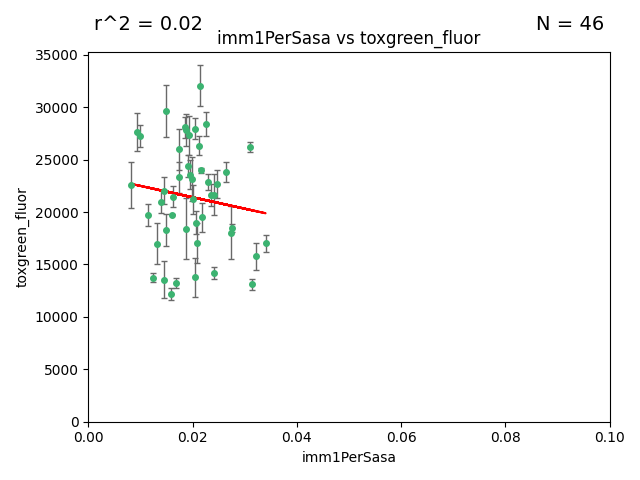 r^2 = 0.02
N = 46
imm1PerSasa vs toxgreen_fluor
35000
30000
25000
20000
15000
10000
5000
0
toxgreen_fluor
0.00 0.02 0.04 0.06 0.08 0.10
imm1PerSasa